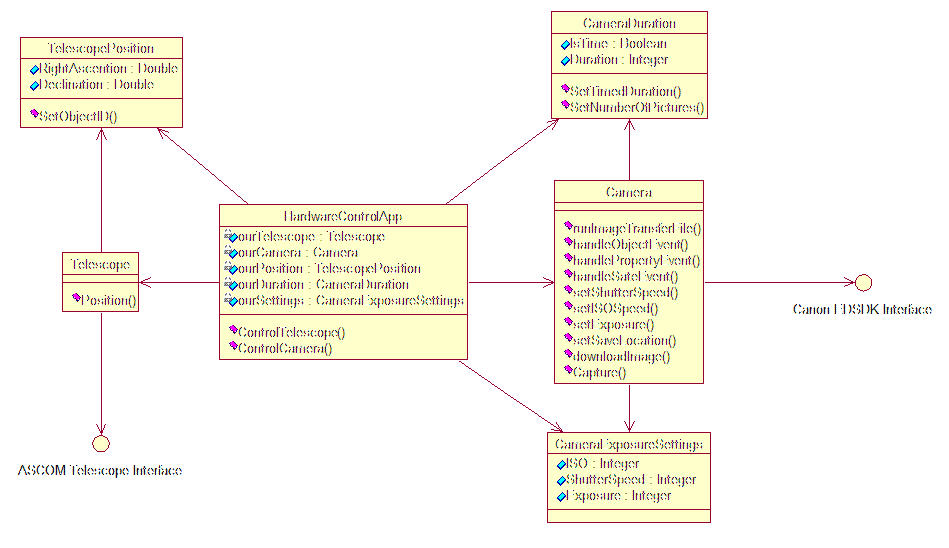 CameraDuration
IsTime : Boolean
Duration : Integer
SetTimedDuration()
SetNumberOfPictures()
TelescopePosition
RightAscention : Double
Declination : Double
SetObjectID()
Camera
runImageTransferFile()
handleObjectEvent()
handlePropertyEvent()
handleSateEvent()
setShutterSpeed()
setISOSpeed()
setExposure()
setSaveLocation()
downloadImage()
Capture()
HardwareControlApp
ourTelescope : Telescope
ourCamera : Camera
ourPosition : TelescopePosition
ourDuration : CameraDuration
ourSettings : CameraExposureSettings
ControlTelescope()
ControlCamera()
Telescope
Position()
Canon EDSDK Interface
ASCOM Telescope Interface
CameraExposureSettings
ISO : Integer
ShutterSpeed : Integer
Exposure : Integer